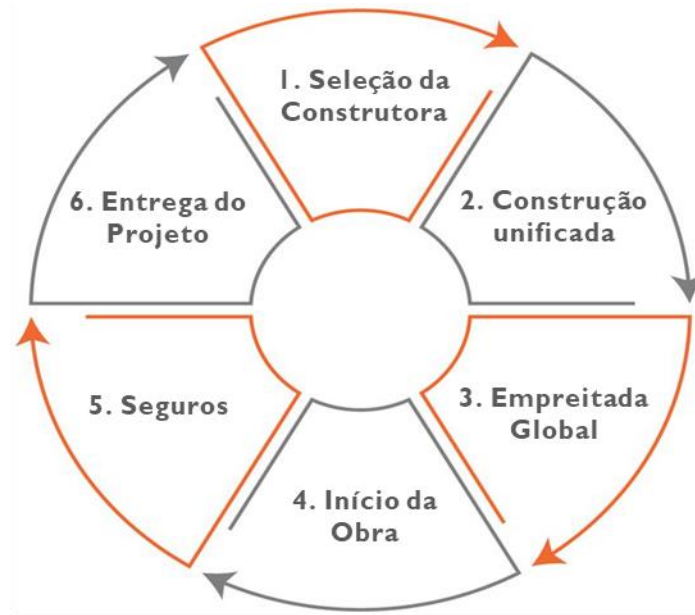 1. Seleção da
Construtora
2. Construção
unificada
3. Empreitada
Global
4. Início da
Obra
5. Seguros
6. Entrega do
Projeto